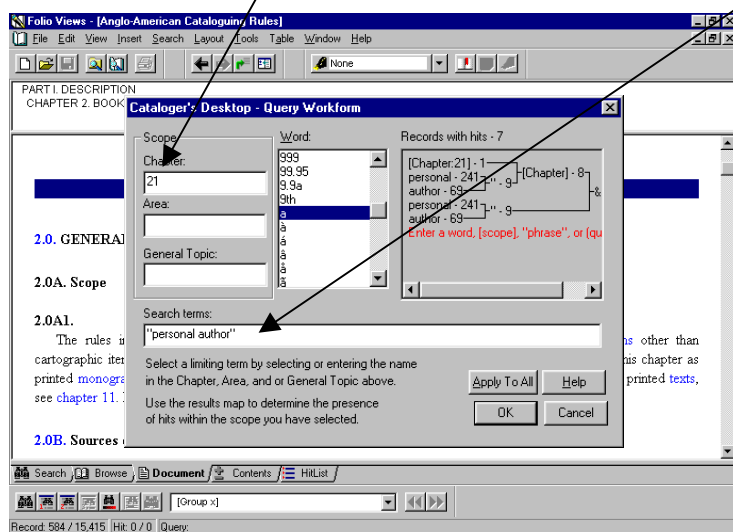 Folio Views - [Anglo-American Cataloguing Rules]
File Edit View Insert Search Layout Tools Table Window Help
None
PART I. DESCRIPTION
CHAPTER 2. BOOK
Cataloger's Desktop - Query Workform
Scope
Word:
Records with hits - 7
Chapter:
21
Area:
General Topic:
999
99.95
9.9a
9th
a
à
á
â
å
ã
[Chapter:21] - 1
[Chapter] - 8
personal - 241
" - 9
author - 69
&
personal - 241
" - 9
author - 69
Enter a word, [scope], "phrase", or (qu
Search terms:
"personal author"
Select a limiting term by selecting or entering the name
in the Chapter, Area, and or General Topic above.
Use the results map to determine the presence
of hits within the scope you have selected.
Apply To All Help
OK Cancel
2.0. GENERA
2.0A. Scope
2.0A1.
The rules i ns other than
cartographic iter his chapter as
printed monogra printed texts,
see chapter 11.
2.0B. Sources
Search Browse Document Contents HitList
[Group x]
Record: 584 / 15,415 Hit: 0 / 0 Query: